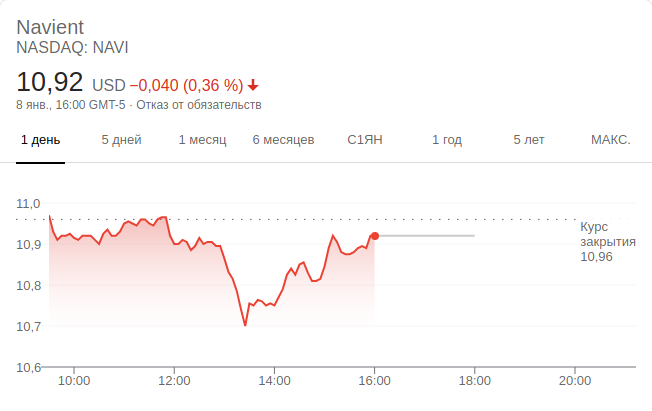 Navient
NASDAQ: NAVI
10,92 USD −0,040 (0,36 %)
8 янв., 16:00 GMT-5 · Отказ от обязательств
1 день 5 дней 1 месяц 6 месяцев С1ЯН 1 год 5 лет МАКС.
11,0
Курс
закрытия
10,96
10,9
10,8
10,7
10,6
10:00 12:00 14:00 16:00 18:00 20:00